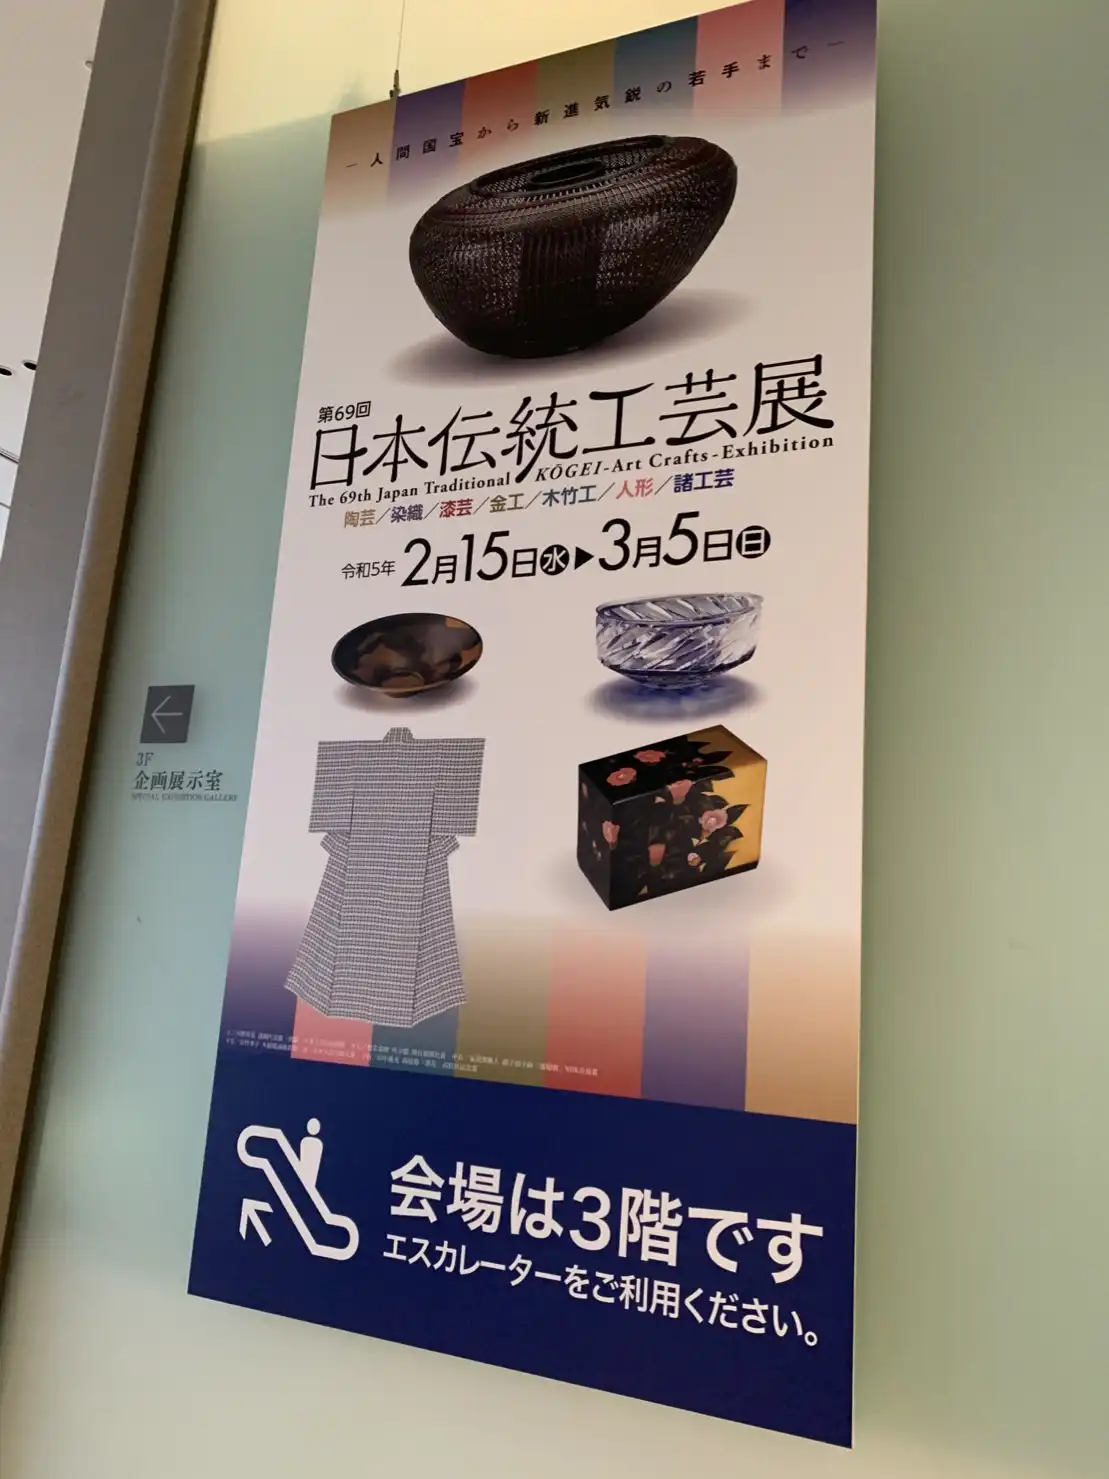 ―人間国宝から新進気鋭の若手まで―
第69回
日本伝統工芸展
The 69th Japan Traditional KŌGEI-Art Crafts-Exhibition
陶芸／染織／漆芸／金工／木竹工／人形／諸工芸
令和5年 2月15日水▶3月5日日
3F
企画展示室
SPECIAL EXHIBITION GALLERY
会場は3階です
エスカレーターをご利用ください。